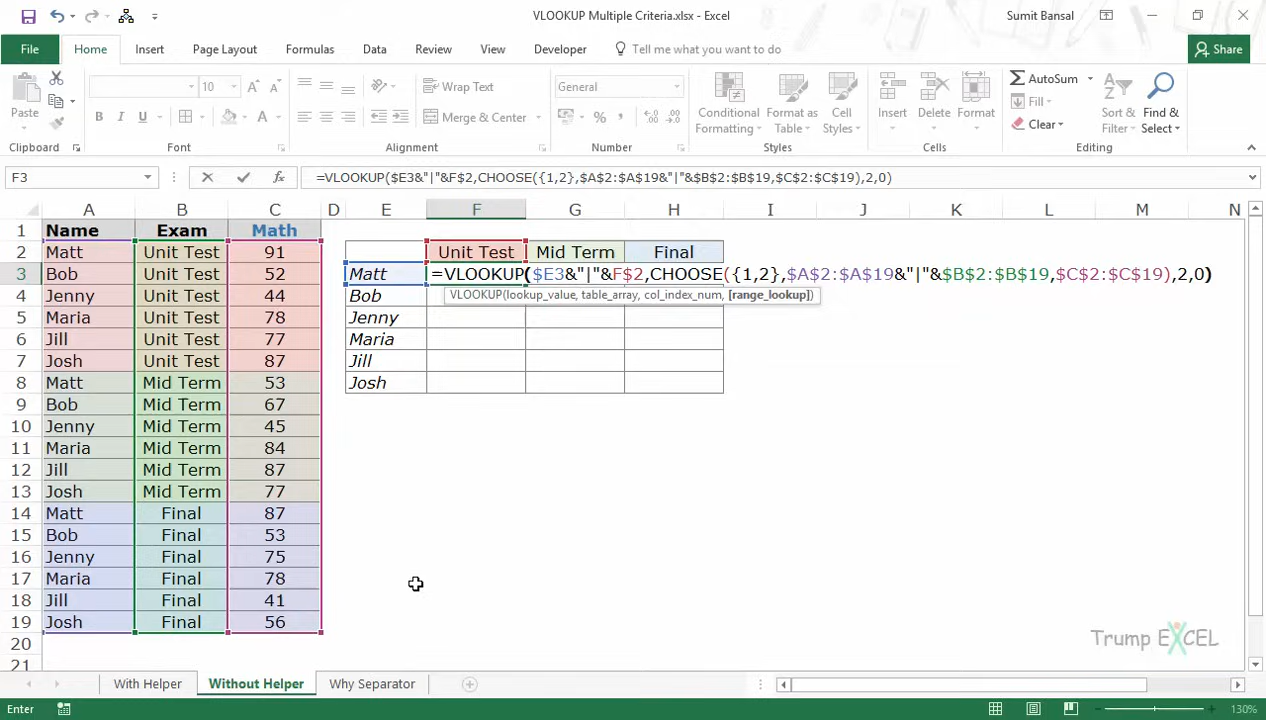 VLOOKUP Multiple Criteria.xlsx - Excel
Sumit Bansal
File Home Insert Page Layout Formulas Data Review View Developer Tell me what you want to do Share
Paste
10 A A
B I U A
Wrap Text
Merge & Center
General
% ,
Conditional Formatting
Format as Table
Cell Styles
Insert
Delete
Format
AutoSum
Fill
Clear
Sort & Filter
Find & Select
Clipboard Font Alignment Number Styles Cells Editing
F3 fx =VLOOKUP($E3&"|"&F$2,CHOOSE({1,2},$A$2:$A$19&"|"&$B$2:$B$19,$C$2:$C$19),2,0)
A B C D E F G H I J K L M N
1 Name Exam Math
2 Matt Unit Test 91 Unit Test Mid Term Final
3 Bob Unit Test 52 Matt =VLOOKUP($E3&"|"&F$2,CHOOSE({1,2},$A$2:$A$19&"|"&$B$2:$B$19,$C$2:$C$19),2,0)
4 Jenny Unit Test 44 Bob VLOOKUP(lookup_value, table_array, col_index_num, [range_lookup])
5 Maria Unit Test 78 Jenny
6 Jill Unit Test 77 Maria
7 Josh Unit Test 87 Jill
8 Matt Mid Term 53 Josh
9 Bob Mid Term 67
10 Jenny Mid Term 45
11 Maria Mid Term 84
12 Jill Mid Term 87
13 Josh Mid Term 77
14 Matt Final 87
15 Bob Final 53
16 Jenny Final 75
17 Maria Final 78
18 Jill Final 41
19 Josh Final 56
20
21
Trump EXCEL
With Helper Without Helper Why Separator
Enter 130%